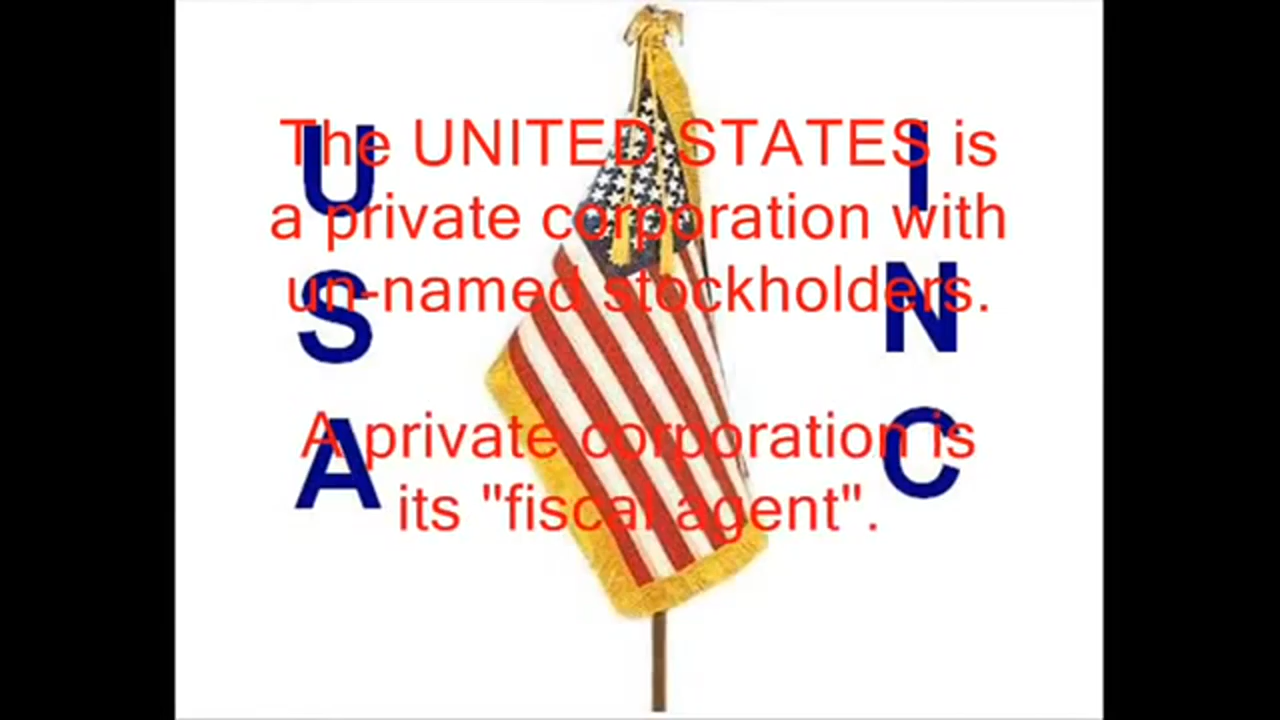 The UNITED STATES is
a private corporation with
un-named stockholders.
A private corporation is
its "fiscal agent".
U
S
A
I
N
C